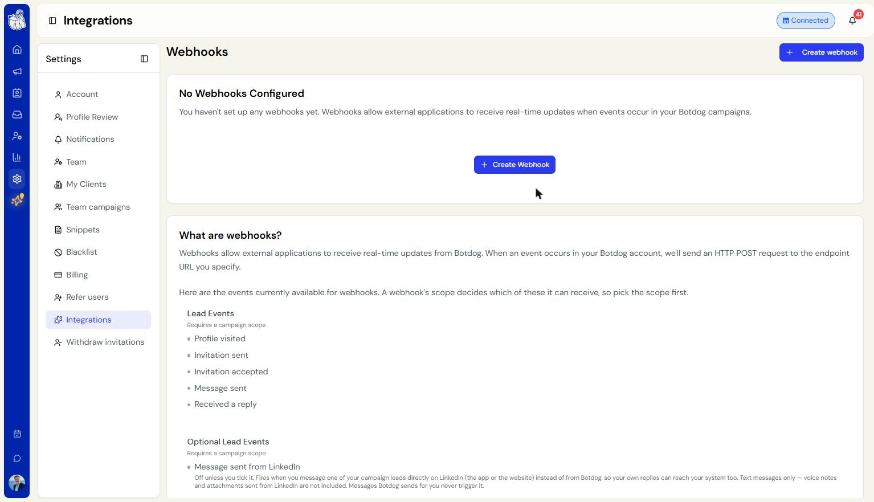 Integrations
Connected
41
Settings
Account
Profile Review
Notifications
Team
My Clients
Team campaigns
Snippets
Blacklist
Billing
Refer users
Integrations
Withdraw invitations
Webhooks
+ Create webhook
No Webhooks Configured
You haven't set up any webhooks yet. Webhooks allow external applications to receive real-time updates when events occur in your Botdog campaigns.
+ Create Webhook
What are webhooks?
Webhooks allow external applications to receive real-time updates from Botdog. When an event occurs in your Botdog account, we'll send an HTTP POST request to the endpoint
URL you specify.
Here are the events currently available for webhooks. A webhook's scope decides which of these it can receive, so pick the scope first.
Lead Events
Requires a campaign scope
• Profile visited
• Invitation sent
• Invitation accepted
• Message sent
• Received a reply
Optional Lead Events
Requires a campaign scope
• Message sent from LinkedIn
Off unless you tick it. Fires when you message one of your campaign leads directly on LinkedIn (the app or the website) instead of from Botdog, so your own replies can reach your system too. Text messages only — voice notes
and attachments sent from LinkedIn are not included. Messages Botdog sends for you never trigger it.